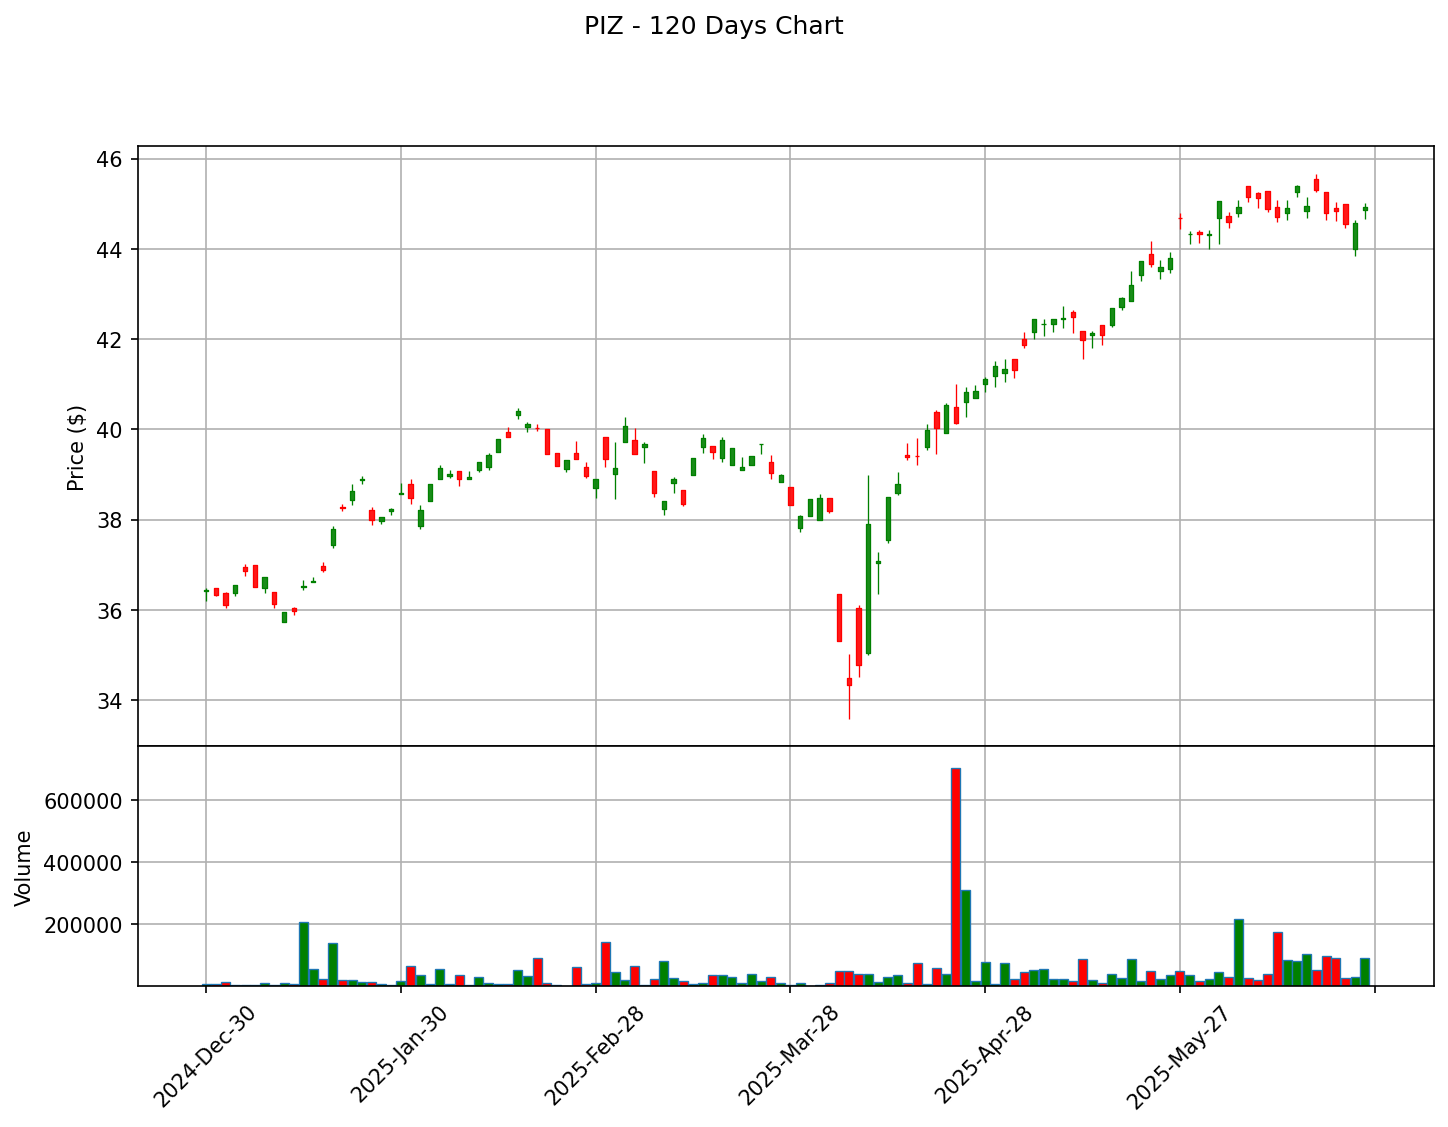 PIZ - 120 Days Chart
46
44
42
40
38
36
34
Price ($)
600000
400000
200000
Volume
2024-Dec-30
2025-Jan-30
2025-Feb-28
2025-Mar-28
2025-Apr-28
2025-May-27